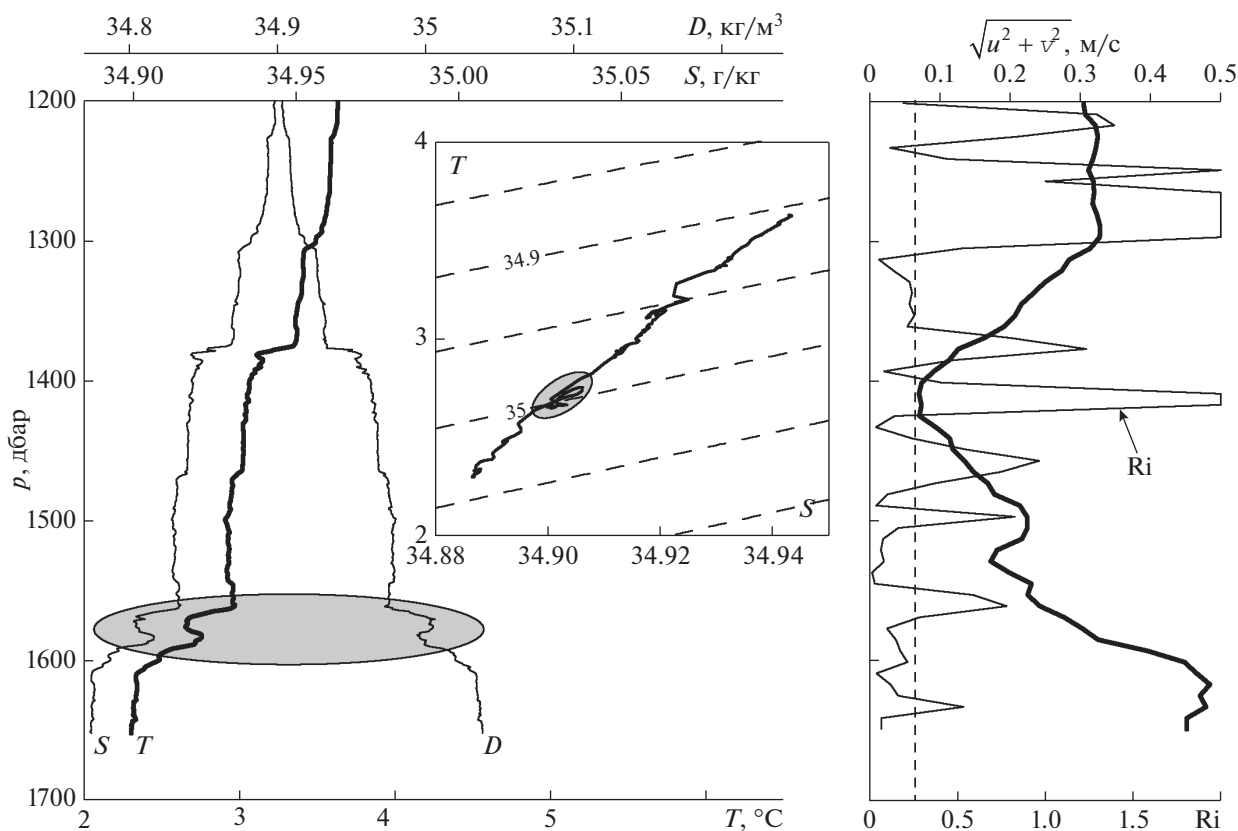 34.8 34.9 35 35.1 D, кг/м³
34.90 34.95 35.00 35.05 S, г/кг
√u² + v², м/с
0 0.1 0.2 0.3 0.4 0.5
1200
1300
1400
1500
1600
1700
p, дбар
4
3
2
T
34.9
35
S
34.88 34.90 34.92 34.94
Ri
S T D
2 3 4 5 T, °C
0 0.5 1.0 1.5 Ri